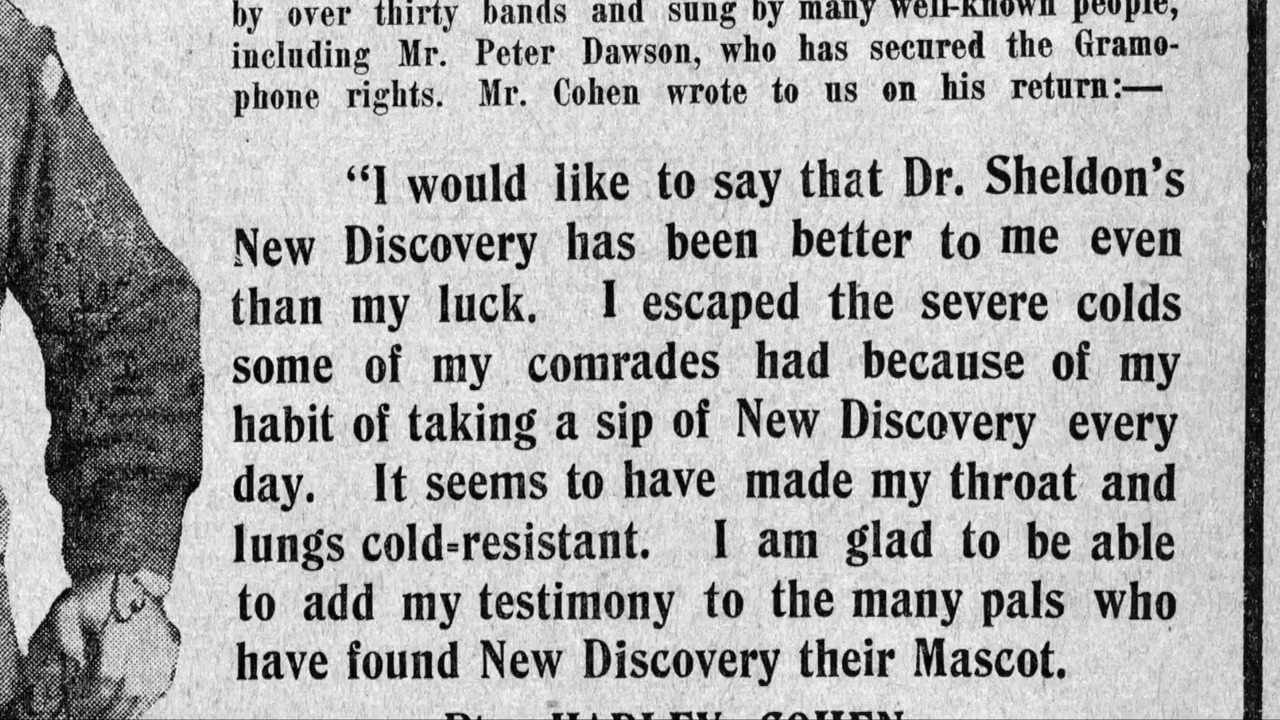 by over thirty bands and sung by many well-known people,
including Mr. Peter Dawson, who has secured the Gramo-
phone rights. Mr. Cohen wrote to us on his return:—
“I would like to say that Dr. Sheldon’s
New Discovery has been better to me even
than my luck. I escaped the severe colds
some of my comrades had because of my
habit of taking a sip of New Discovery every
day. It seems to have made my throat and
lungs cold-resistant. I am glad to be able
to add my testimony to the many pals who
have found New Discovery their Mascot.
HARLEY COHEN